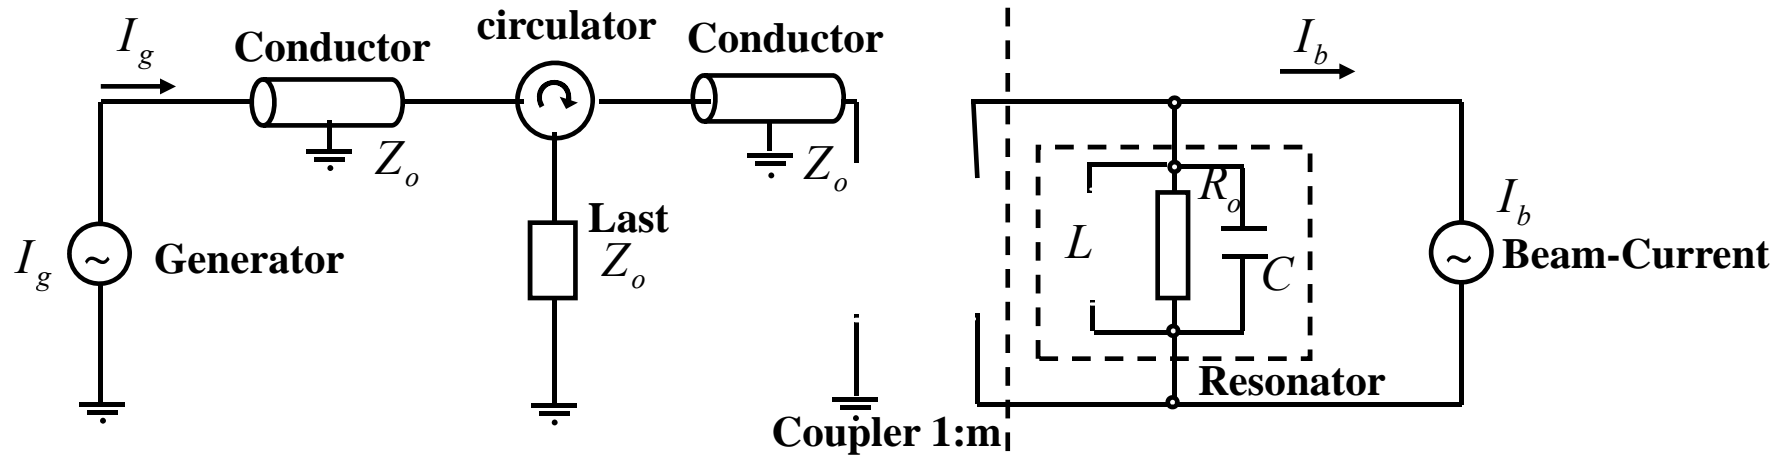 I_g
Conductor
circulator
Conductor
I_b
Z_o
Z_o
R_o
I_b
Last
Z_o
L
C
I_g
~
Generator
~
Beam-Current
Resonator
Coupler 1:m